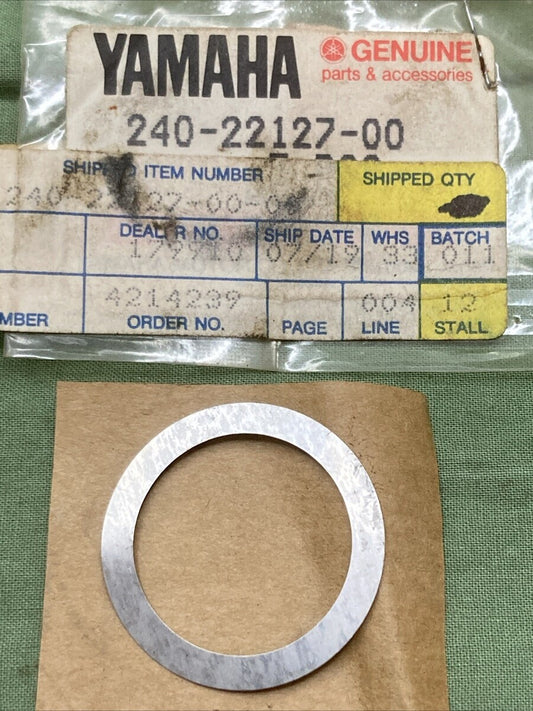 YAMAHA GENUINE
parts & accessories
240-22127-00
SHIPPED ITEM NUMBER SHIPPED QTY
DEALER NO. SHIP DATE WHS BATCH
07/19 33 011
4214239 004 12
MBER ORDER NO. PAGE LINE STALL